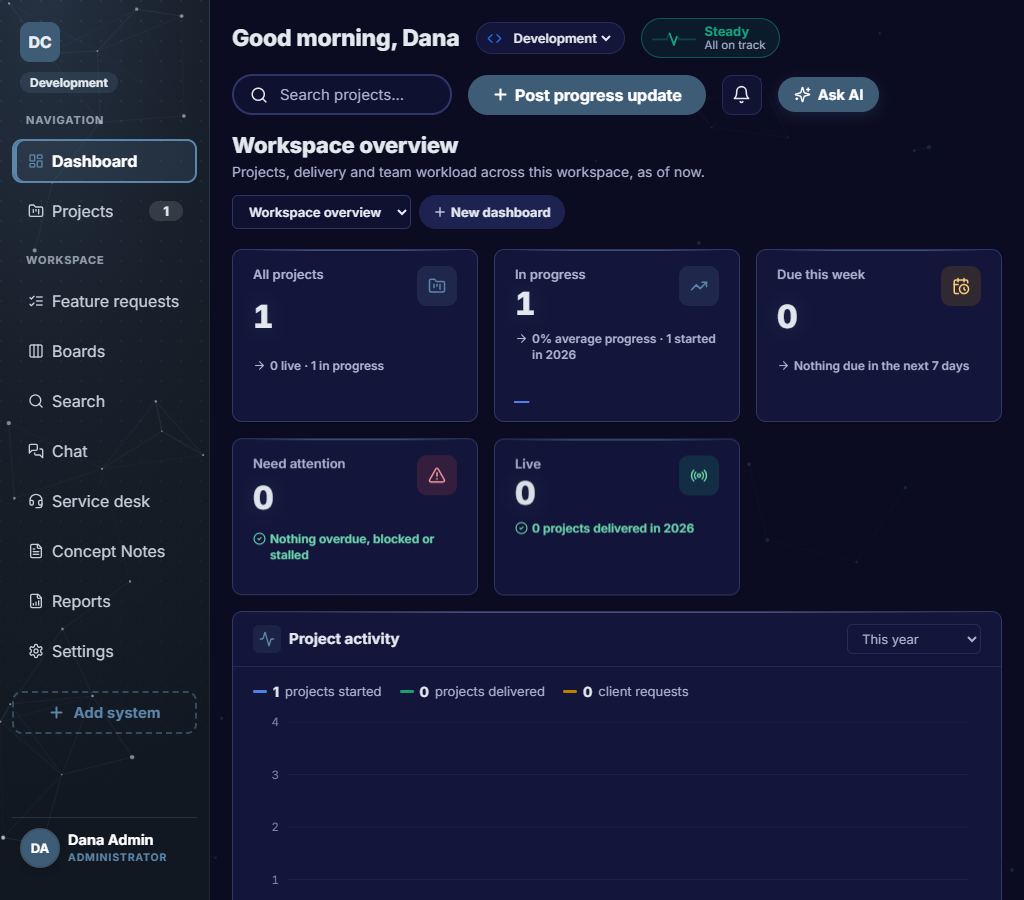 DC
Development
NAVIGATION
Dashboard
Projects 1
WORKSPACE
Feature requests
Boards
Search
Chat
Service desk
Concept Notes
Reports
Settings
+ Add system
DA
Dana Admin
ADMINISTRATOR
Good morning, Dana
Development
Steady
All on track
Search projects...
+ Post progress update
Ask AI
Workspace overview
Projects, delivery and team workload across this workspace, as of now.
Workspace overview
+ New dashboard
All projects
1
→ 0 live · 1 in progress
In progress
1
→ 0% average progress · 1 started
in 2026
Due this week
0
→ Nothing due in the next 7 days
Need attention
0
Nothing overdue, blocked or
stalled
Live
0
0 projects delivered in 2026
Project activity
This year
1 projects started
0 projects delivered
0 client requests
4
3
2
1